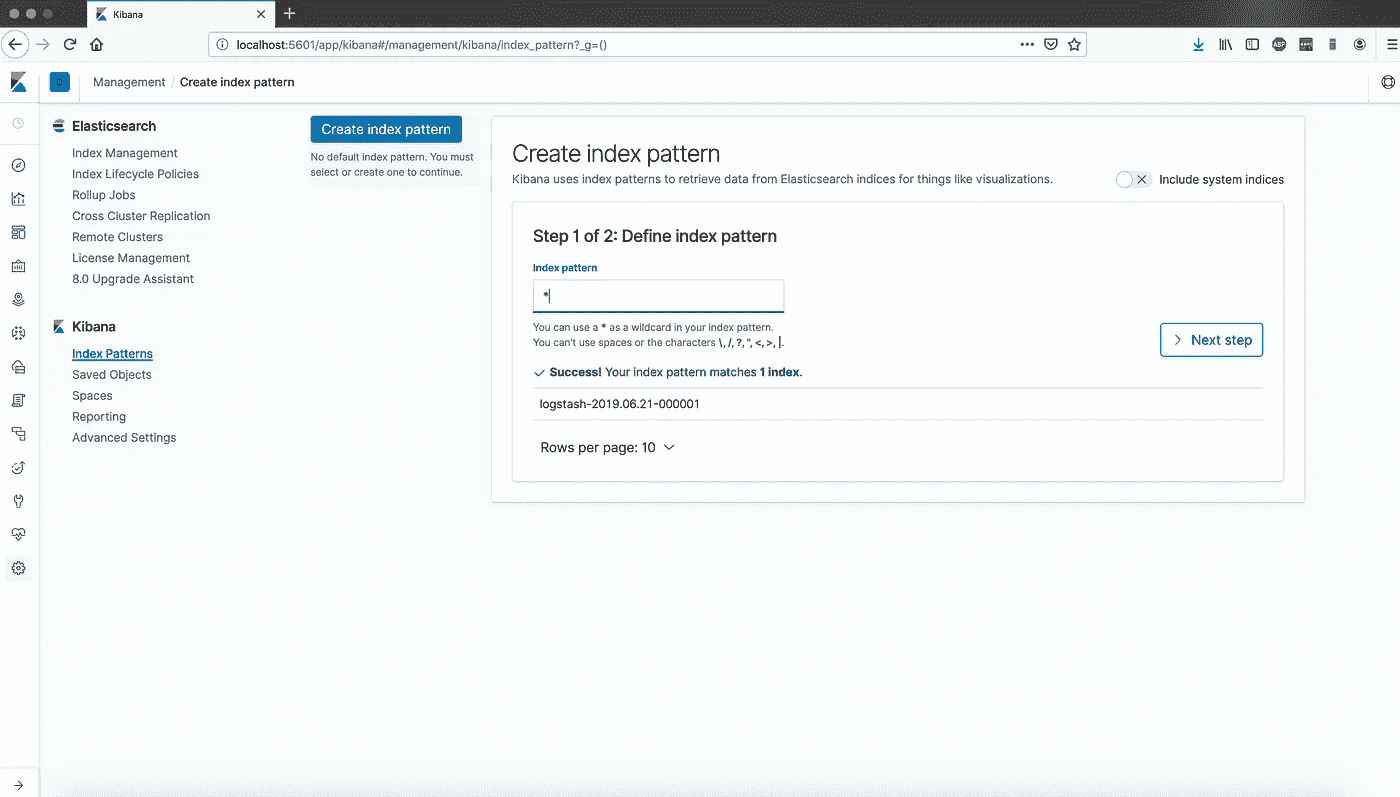 Kibana
localhost:5601/app/kibana#/management/kibana/index_pattern?_g=()
ABP
D
Management / Create index pattern
Elasticsearch
Index Management
Index Lifecycle Policies
Rollup Jobs
Cross Cluster Replication
Remote Clusters
License Management
8.0 Upgrade Assistant
Kibana
Index Patterns
Saved Objects
Spaces
Reporting
Advanced Settings
Create index pattern
No default index pattern. You must
select or create one to continue.
Create index pattern
Kibana uses index patterns to retrieve data from Elasticsearch indices for things like visualizations.
Include system indices
Step 1 of 2: Define index pattern
Index pattern
*
You can use a * as a wildcard in your index pattern.
You can't use spaces or the characters \, /, ?, ", <, >, |.
Next step
Success! Your index pattern matches 1 index.
logstash-2019.06.21-000001
Rows per page: 10